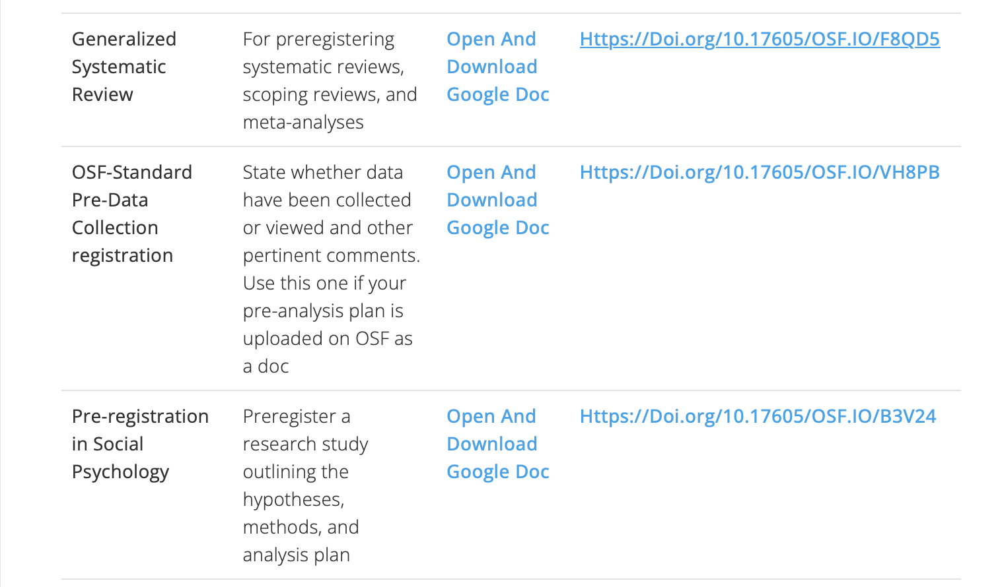 Generalized
Systematic
Review
For preregistering
systematic reviews,
scoping reviews, and
meta-analyses
Open And
Download
Google Doc
Https://Doi.org/10.17605/OSF.IO/F8QD5
OSF-Standard
Pre-Data
Collection
registration
State whether data
have been collected
or viewed and other
pertinent comments.
Use this one if your
pre-analysis plan is
uploaded on OSF as
a doc
Open And
Download
Google Doc
Https://Doi.org/10.17605/OSF.IO/VH8PB
Pre-registration
in Social
Psychology
Preregister a
research study
outlining the
hypotheses,
methods, and
analysis plan
Open And
Download
Google Doc
Https://Doi.org/10.17605/OSF.IO/B3V24